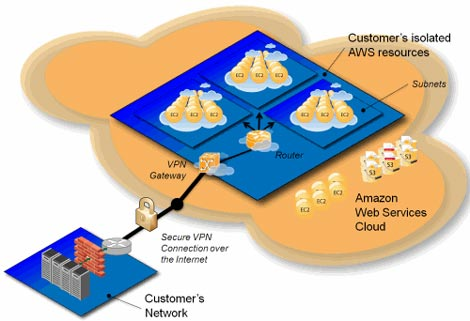 Customer's isolated
AWS resources
Subnets
EC2 EC2 EC2
EC2 EC2 EC2
EC2 EC2 EC2
Router
VPN
Gateway
S3 S3 S3
EC2 EC2 EC2
Amazon
Web Services
Cloud
Secure VPN
Connection over
the Internet
Customer's
Network